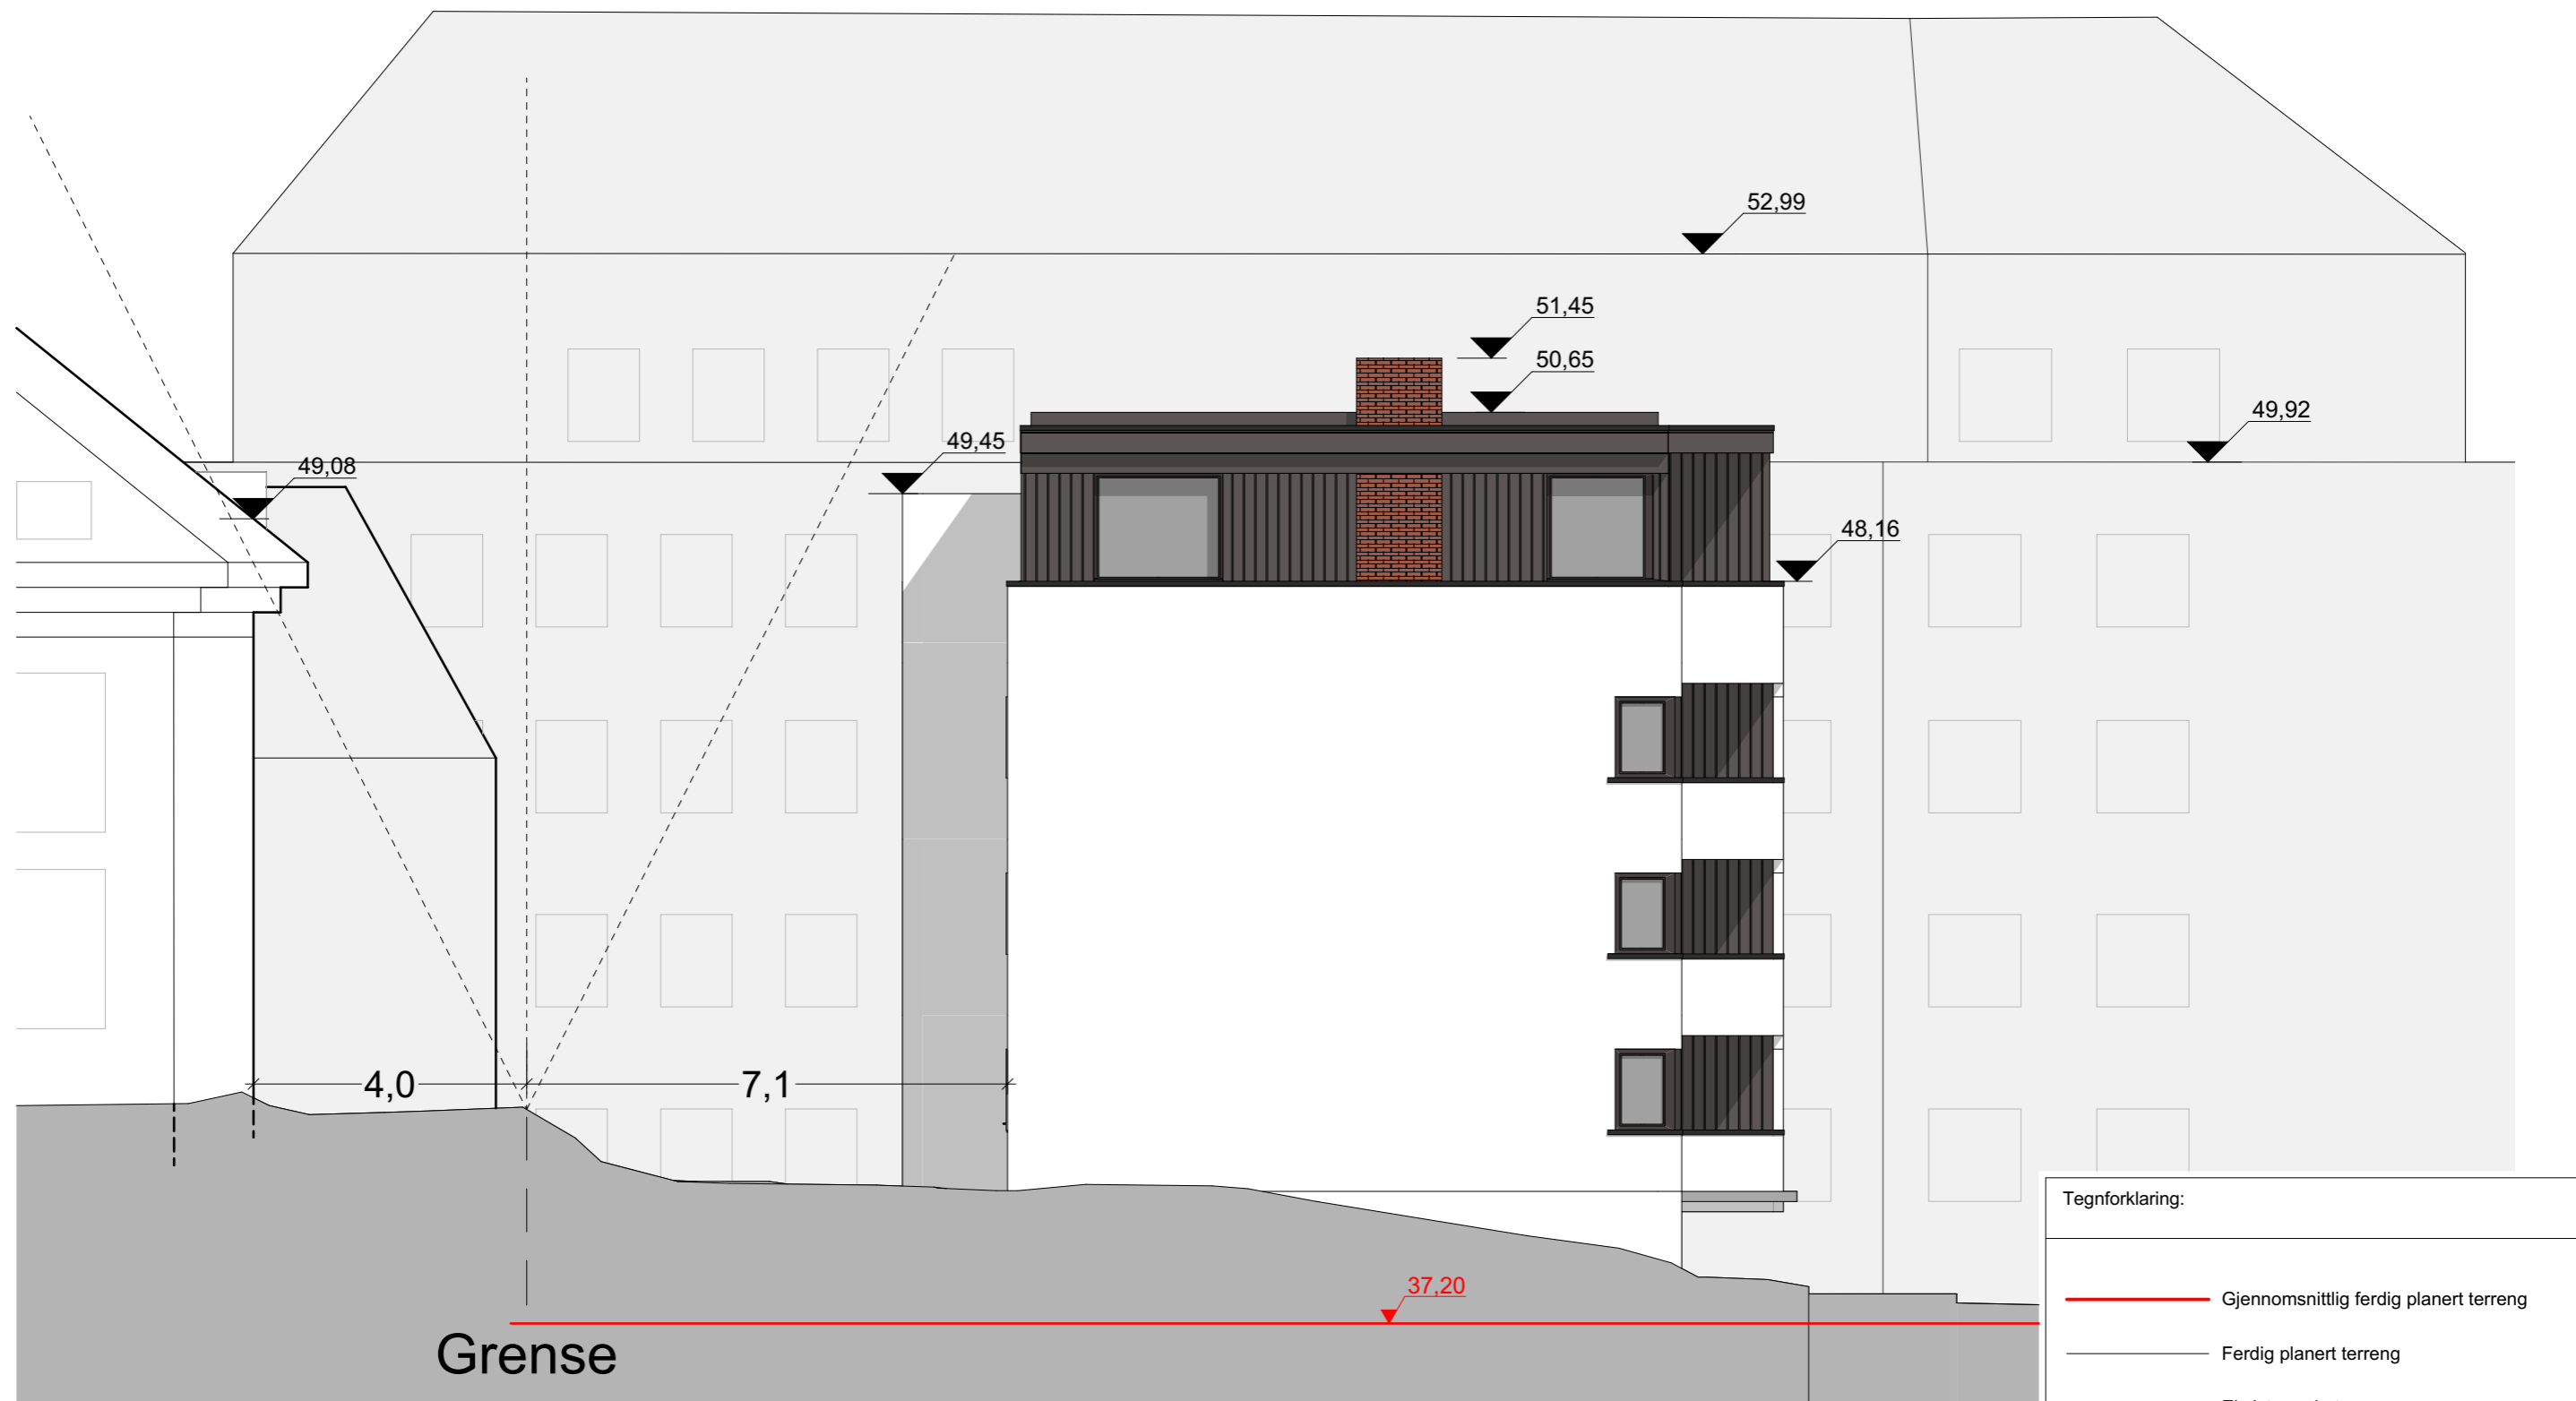 52,99
51,45
50,65
49,92
49,45
49,08
48,16
4,0
7,1
Tegnforklaring:
37,20
Gjennomsnittlig ferdig planert terreng
Grense
Ferdig planert terreng